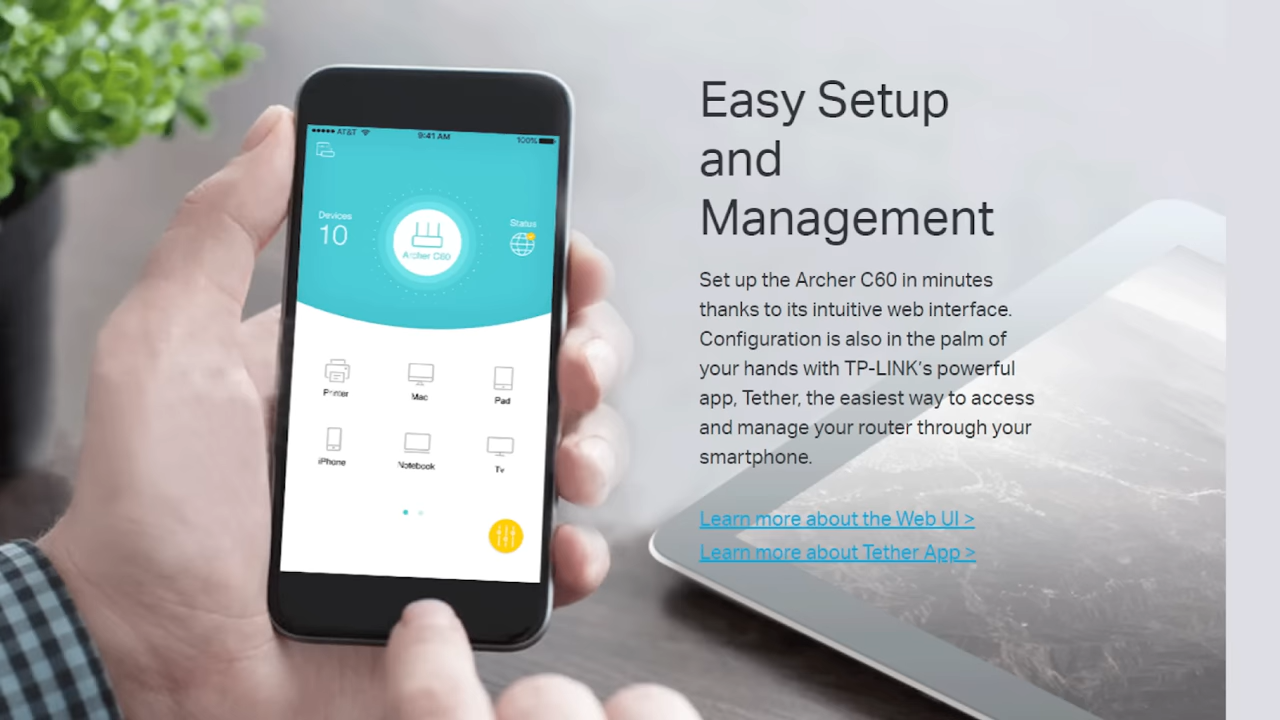 AT&T
9:41 AM
100%
Devices
10
Archer C60
Status
Printer
Mac
Pad
iPhone
Notebook
Tv
Easy Setup
and
Management
Set up the Archer C60 in minutes
thanks to its intuitive web interface.
Configuration is also in the palm of
your hands with TP-LINK’s powerful
app, Tether, the easiest way to access
and manage your router through your
smartphone.
Learn more about the Web UI >
Learn more about Tether App >